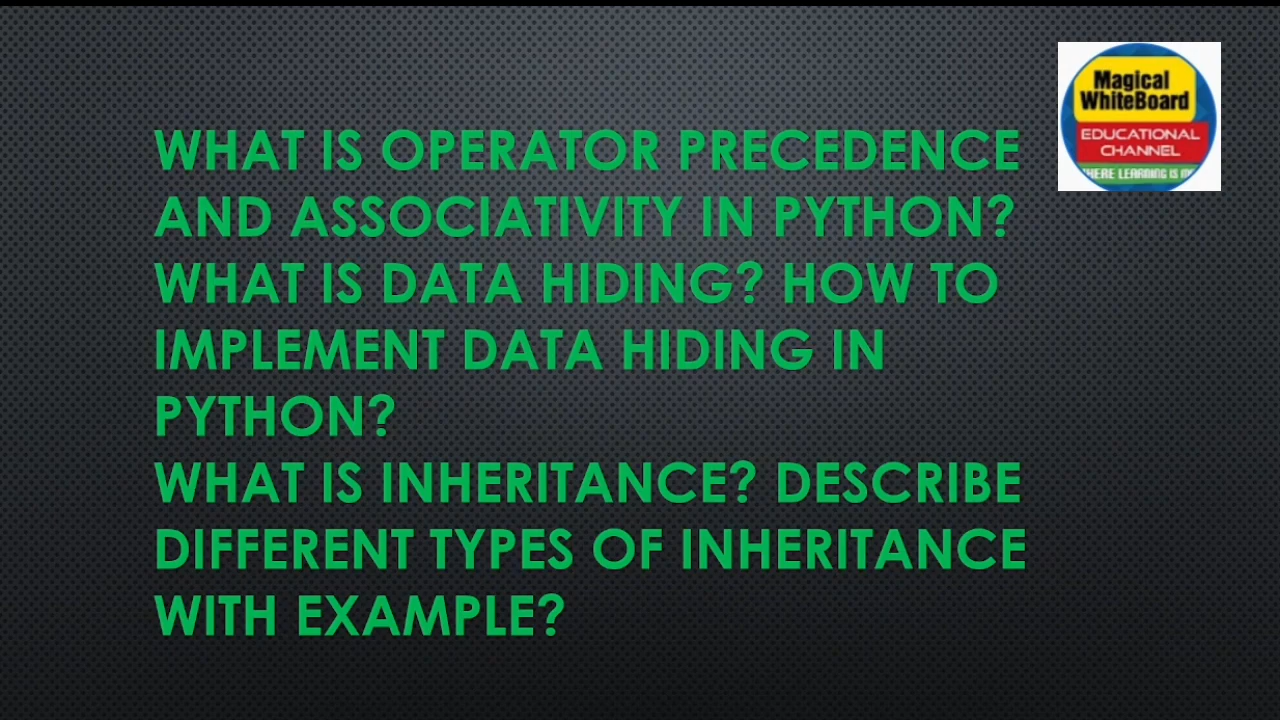 Magical
WhiteBoard
EDUCATIONAL
CHANNEL
WHAT IS OPERATOR PRECEDENCE
AND ASSOCIATIVITY IN PYTHON?
WHAT IS DATA HIDING? HOW TO
IMPLEMENT DATA HIDING IN
PYTHON?
WHAT IS INHERITANCE? DESCRIBE
DIFFERENT TYPES OF INHERITANCE
WITH EXAMPLE?